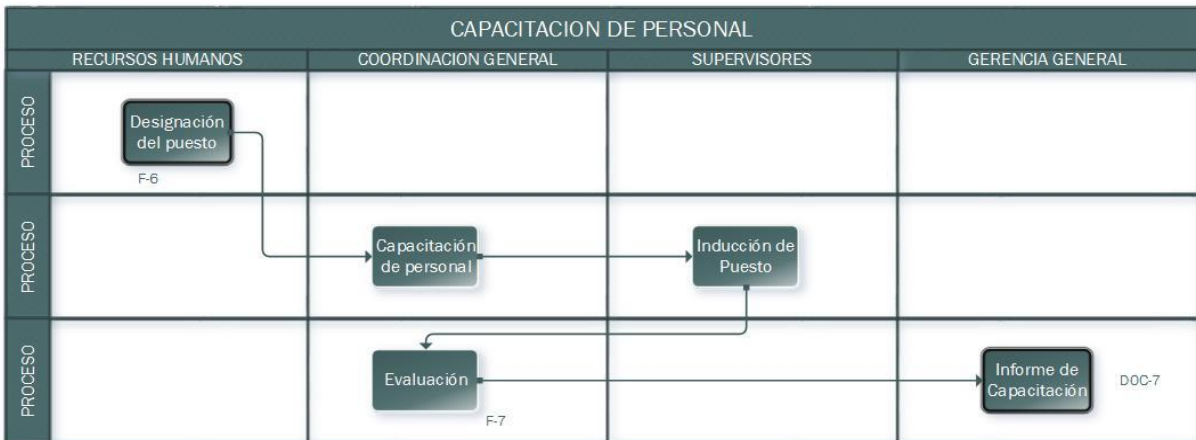 CAPACITACION DE PERSONAL
RECURSOS HUMANOS
COORDINACION GENERAL
SUPERVISORES
GERENCIA GENERAL
PROCESO
Designación
del puesto
F-6
PROCESO
Capacitación
de personal
Inducción de
Puesto
PROCESO
Evaluación
F-7
Informe de
Capacitación
DOC-7